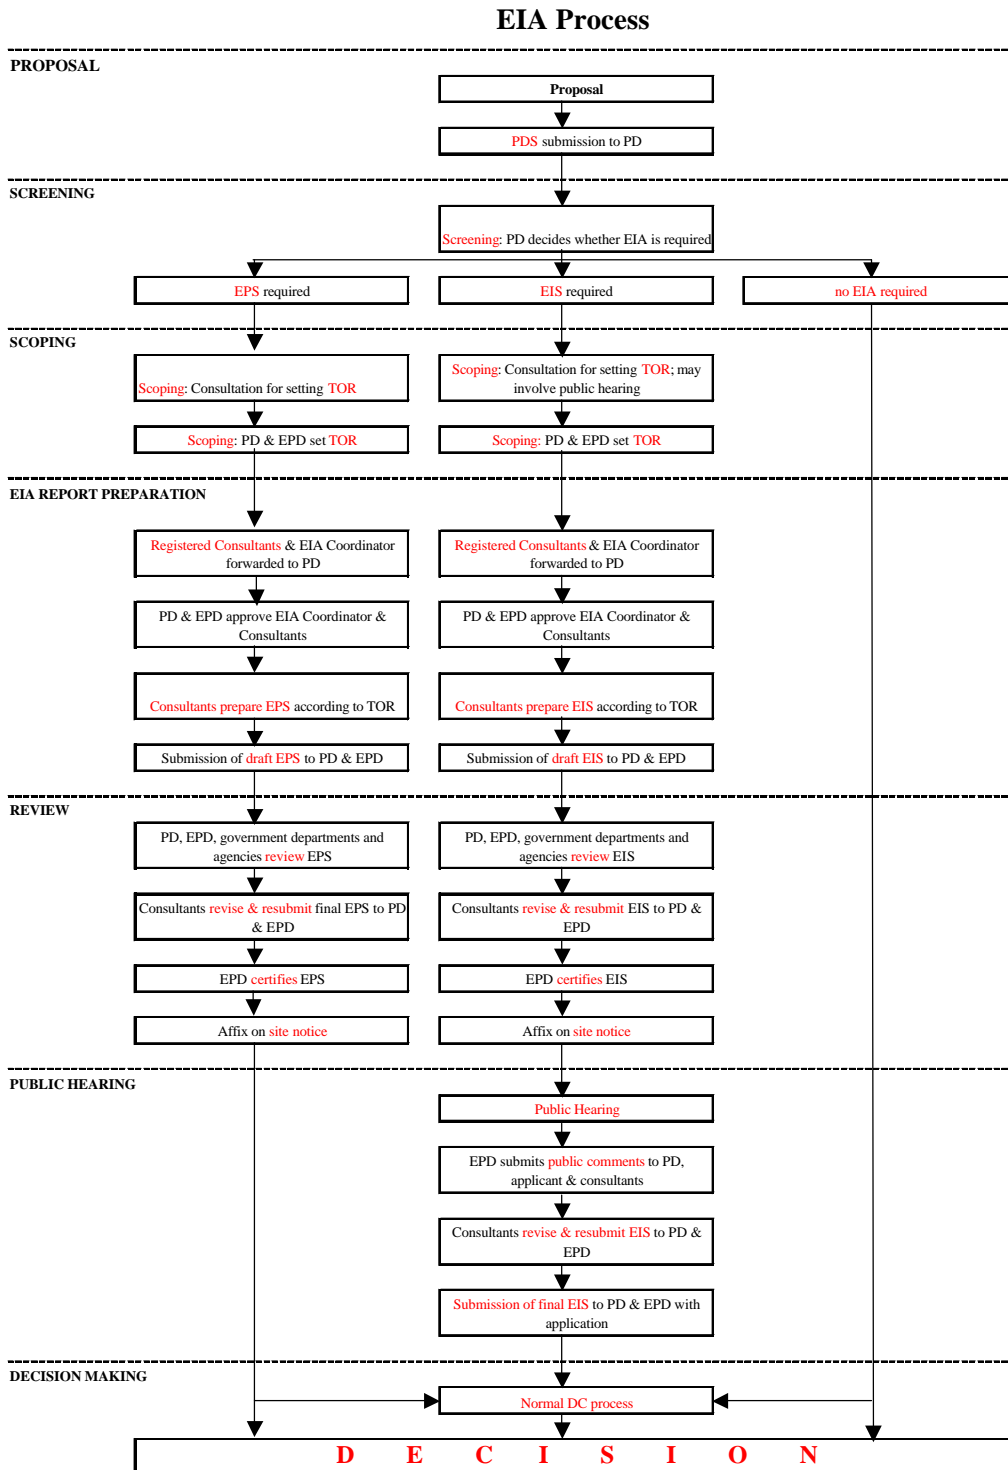 EIA Process
PROPOSAL
Proposal
PDS submission to PD
SCREENING
Screening: PD decides whether EIA is required
EPS required
EIS required
no EIA required
SCOPING
Scoping: Consultation for setting TOR
Scoping: Consultation for setting TOR; may
involve public hearing
Scoping: PD & EPD set TOR
Scoping: PD & EPD set TOR
EIA REPORT PREPARATION
Registered Consultants & EIA Coordinator
forwarded to PD
Registered Consultants & EIA Coordinator
forwarded to PD
PD & EPD approve EIA Coordinator &
Consultants
PD & EPD approve EIA Coordinator &
Consultants
Consultants prepare EPS according to TOR
Consultants prepare EIS according to TOR
Submission of draft EPS to PD & EPD
Submission of draft EIS to PD & EPD
REVIEW
PD, EPD, government departments and
agencies review EPS
PD, EPD, government departments and
agencies review EIS
Consultants revise & resubmit final EPS to PD
& EPD
Consultants revise & resubmit EIS to PD &
EPD
EPD certifies EPS
EPD certifies EIS
Affix on site notice
Affix on site notice
PUBLIC HEARING
Public Hearing
EPD submits public comments to PD,
applicant & consultants
Consultants revise & resubmit EIS to PD &
EPD
Submission of final EIS to PD & EPD with
application
DECISION MAKING
Normal DC process
D E C I S I O N